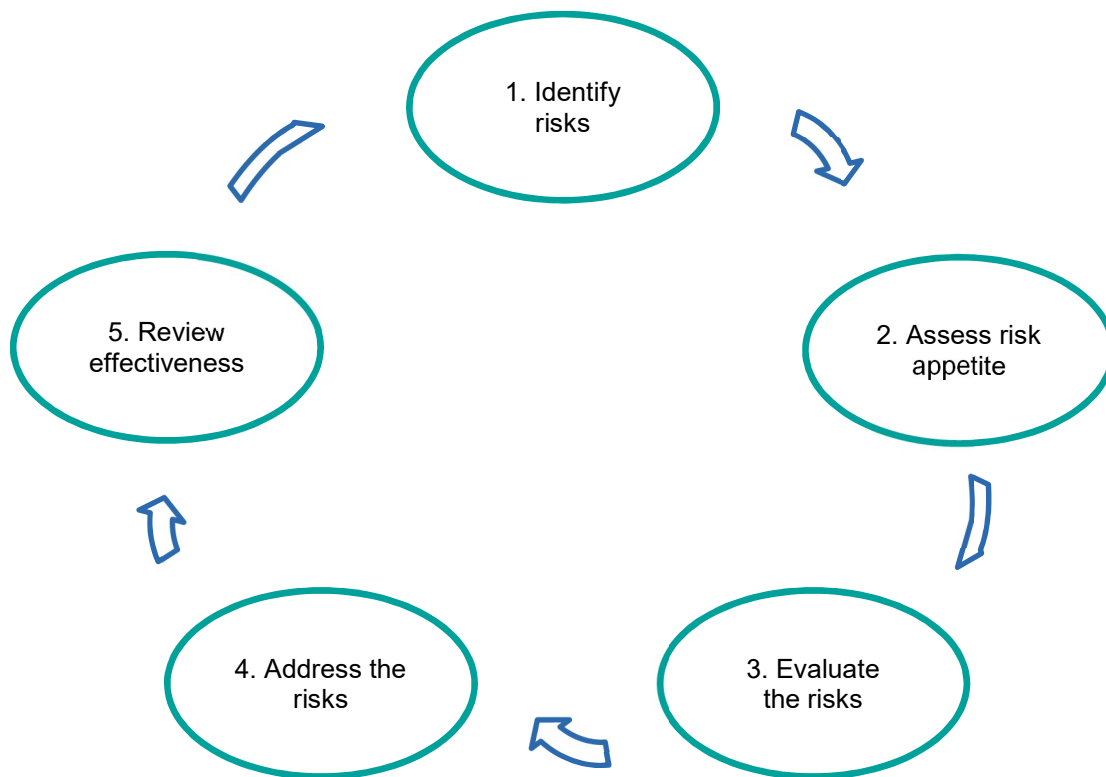 1. Identify
risks
2. Assess risk
appetite
3. Evaluate
the risks
4. Address the
risks
5. Review
effectiveness